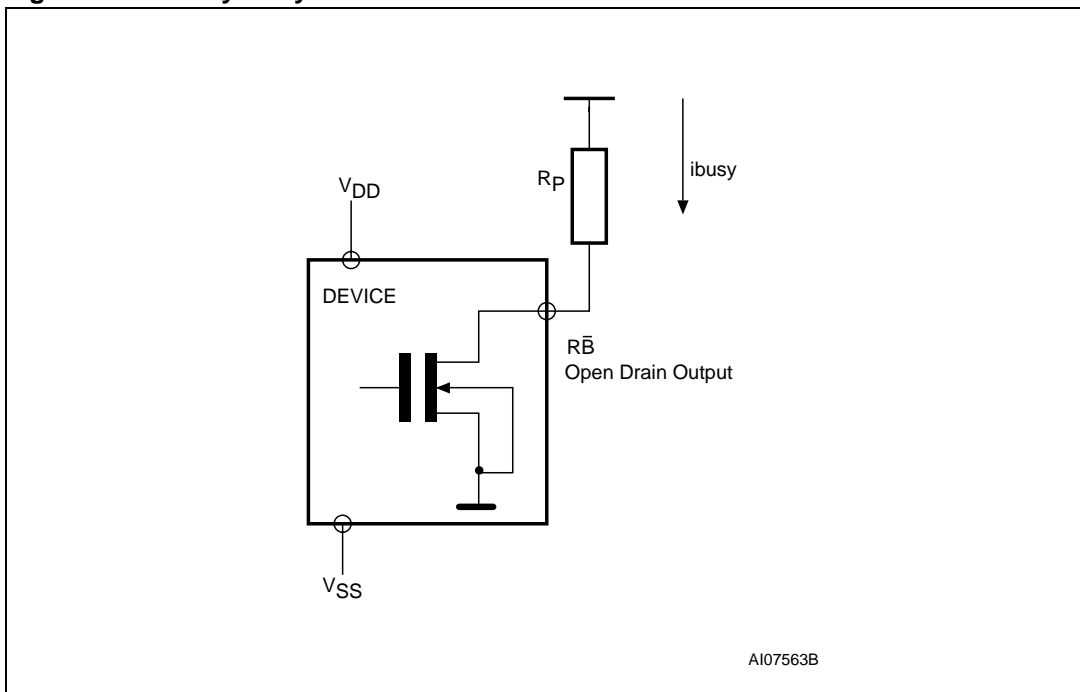 RP
ibusy
VDD
DEVICE
RB̅
Open Drain Output
VSS
AI07563B